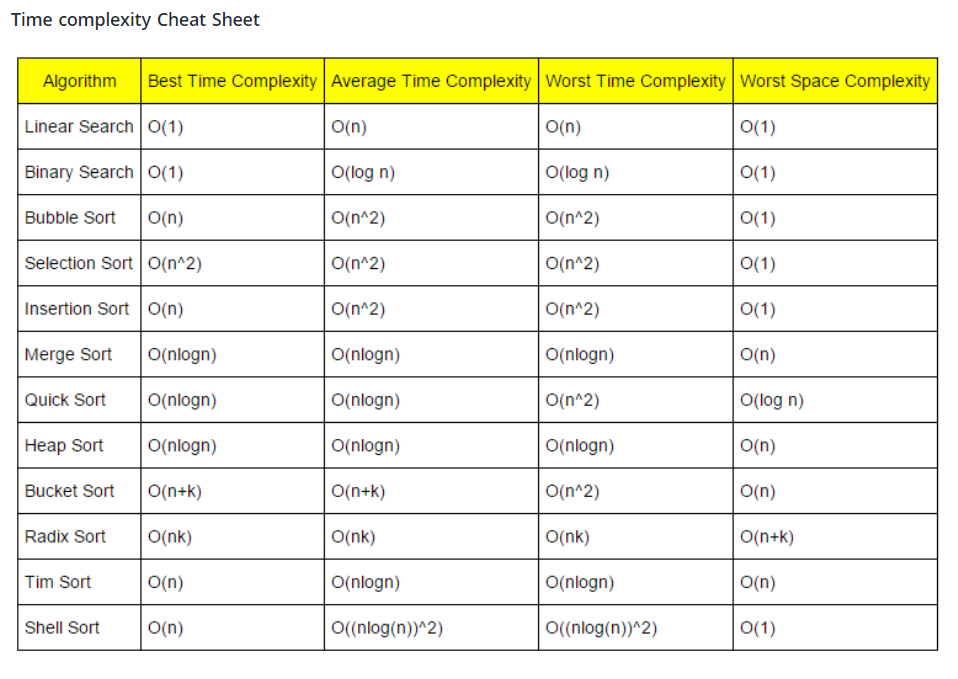 Time complexity Cheat Sheet
Algorithm Best Time Complexity Average Time Complexity Worst Time Complexity Worst Space Complexity
Linear Search O(1) O(n) O(n) O(1)
Binary Search O(1) O(log n) O(log n) O(1)
Bubble Sort O(n) O(n^2) O(n^2) O(1)
Selection Sort O(n^2) O(n^2) O(n^2) O(1)
Insertion Sort O(n) O(n^2) O(n^2) O(1)
Merge Sort O(nlogn) O(nlogn) O(nlogn) O(n)
Quick Sort O(nlogn) O(nlogn) O(n^2) O(log n)
Heap Sort O(nlogn) O(nlogn) O(nlogn) O(n)
Bucket Sort O(n+k) O(n+k) O(n^2) O(n)
Radix Sort O(nk) O(nk) O(nk) O(n+k)
Tim Sort O(n) O(nlogn) O(nlogn) O(n)
Shell Sort O(n) O((nlog(n))^2) O((nlog(n))^2) O(1)